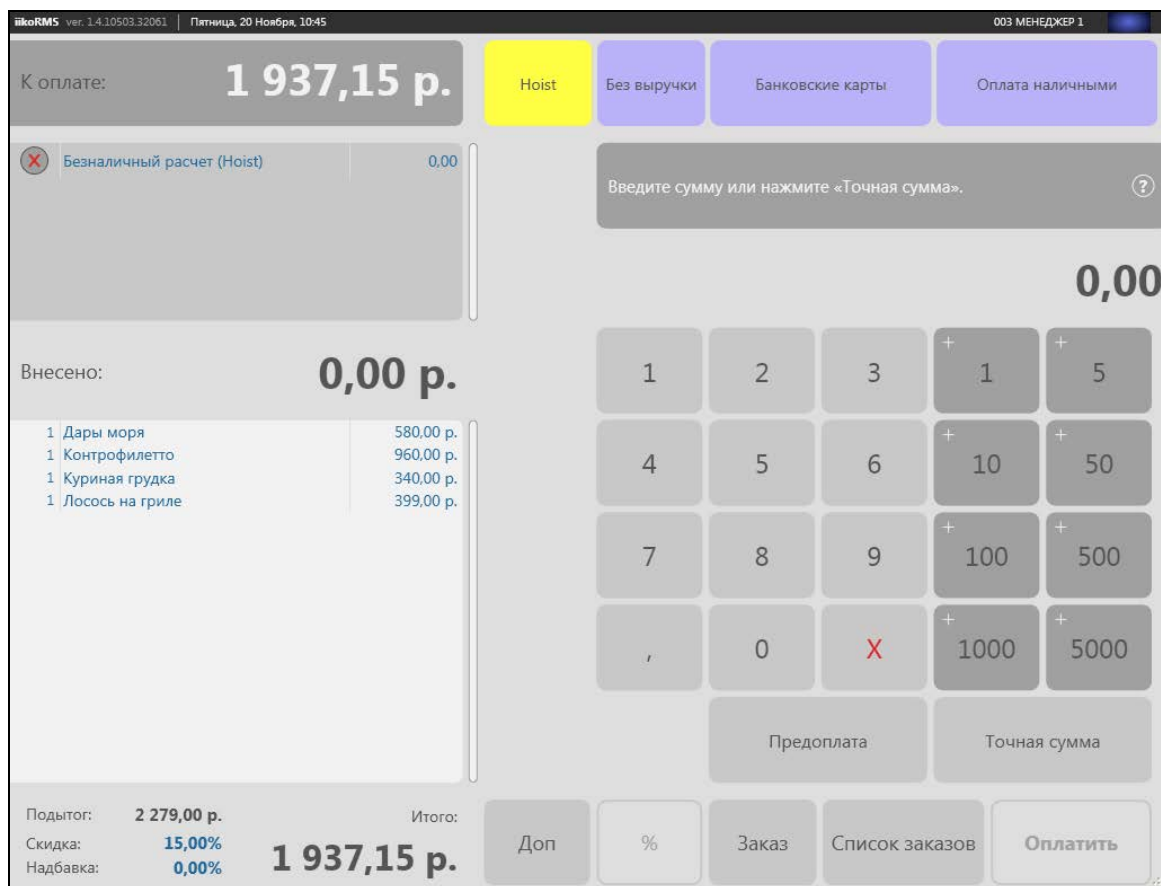 iikoRMS ver. 1.4.10503.32061 | Пятница, 20 Ноября, 10:45 003 МЕНЕДЖЕР 1
К оплате: 1 937,15 р.
Hoist Без выручки Банковские карты Оплата наличными
X Безналичный расчет (Hoist) 0,00
Введите сумму или нажмите «Точная сумма». ?
0,00
Внесено: 0,00 р.
1 Дары моря 580,00 р.
1 Контрофилетто 960,00 р.
1 Куриная грудка 340,00 р.
1 Лосось на гриле 399,00 р.
1 2 3 + 1 + 5
4 5 6 + 10 + 50
7 8 9 + 100 + 500
, 0 X + 1000 + 5000
Предоплата Точная сумма
Подытог: 2 279,00 р.
Скидка: 15,00%
Надбавка: 0,00%
Итого:
1 937,15 р.
Доп % Заказ Список заказов Оплатить